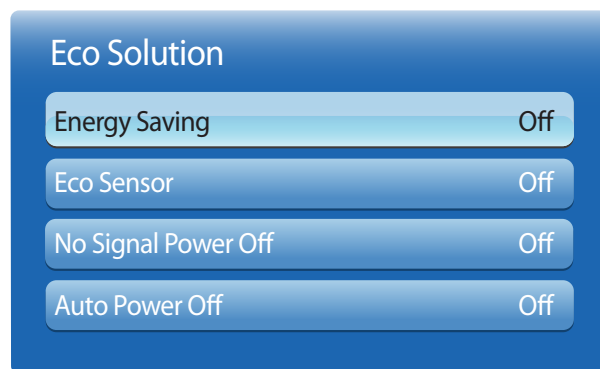 Eco Solution
Energy Saving Off
Eco Sensor Off
No Signal Power Off Off
Auto Power Off Off